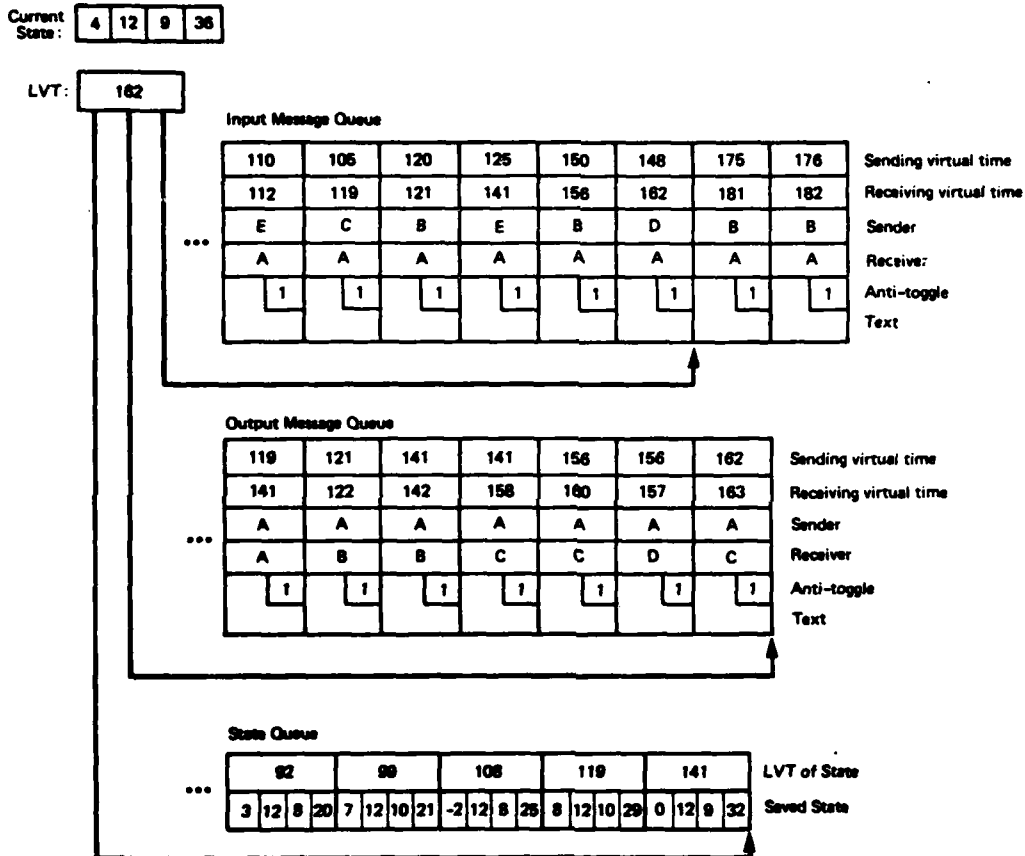 Current State: 4 12 9 36
LVT: 162
Input Message Queue
110 105 120 125 150 148 175 176 Sending virtual time
112 119 121 141 156 162 181 182 Receiving virtual time
... E C B E B D B B Sender
A A A A A A A A Receiver
1 1 1 1 1 1 1 1 Anti-toggle
Text
Output Message Queue
119 121 141 141 156 156 162 Sending virtual time
141 122 142 158 160 157 163 Receiving virtual time
... A A A A A A A Sender
A B B C C D C Receiver
1 1 1 1 1 1 1 Anti-toggle
Text
State Queue
... 92 99 106 119 141 LVT of State
3 12 8 20 7 12 10 21 -2 12 8 25 8 12 10 29 0 12 9 32 Saved State